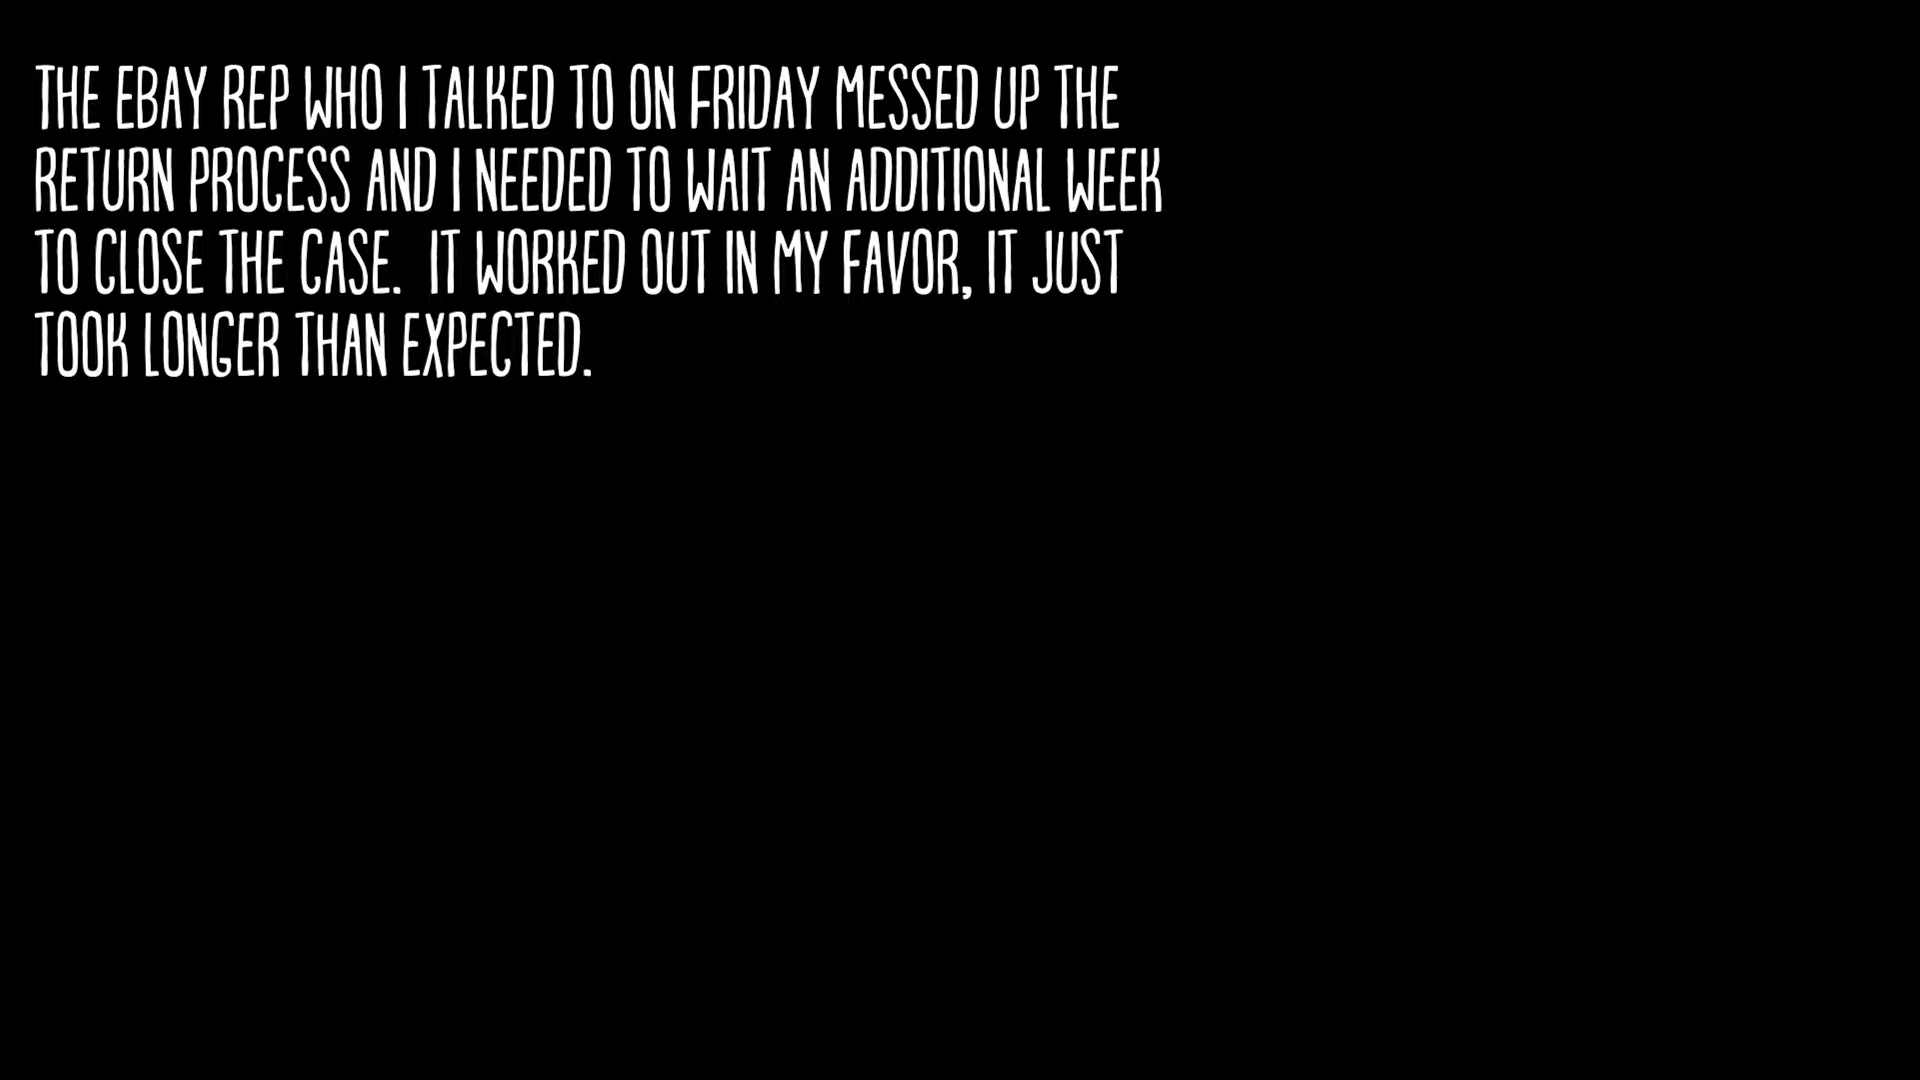 THE EBAY REP WHO I TALKED TO ON FRIDAY MESSED UP THE
RETURN PROCESS AND I NEEDED TO WAIT AN ADDITIONAL WEEK
TO CLOSE THE CASE.  IT WORKED OUT IN MY FAVOR, IT JUST
TOOK LONGER THAN EXPECTED.